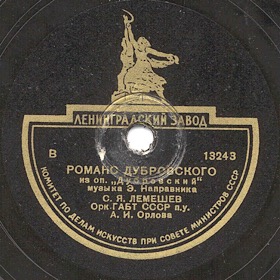 ЛЕНИНГРАДСКИЙ ЗАВОД
В 13243
РОМАНС ДУБРОВСКОГО
из оп. „Дубровский"
музыка Э. Направника
С. Я. ЛЕМЕШЕВ
Орк. ГАБТ СССР п.у.
А. И. Орлова
КОМИТЕТ ПО ДЕЛАМ ИСКУССТВ ПРИ СОВЕТЕ МИНИСТРОВ СССР